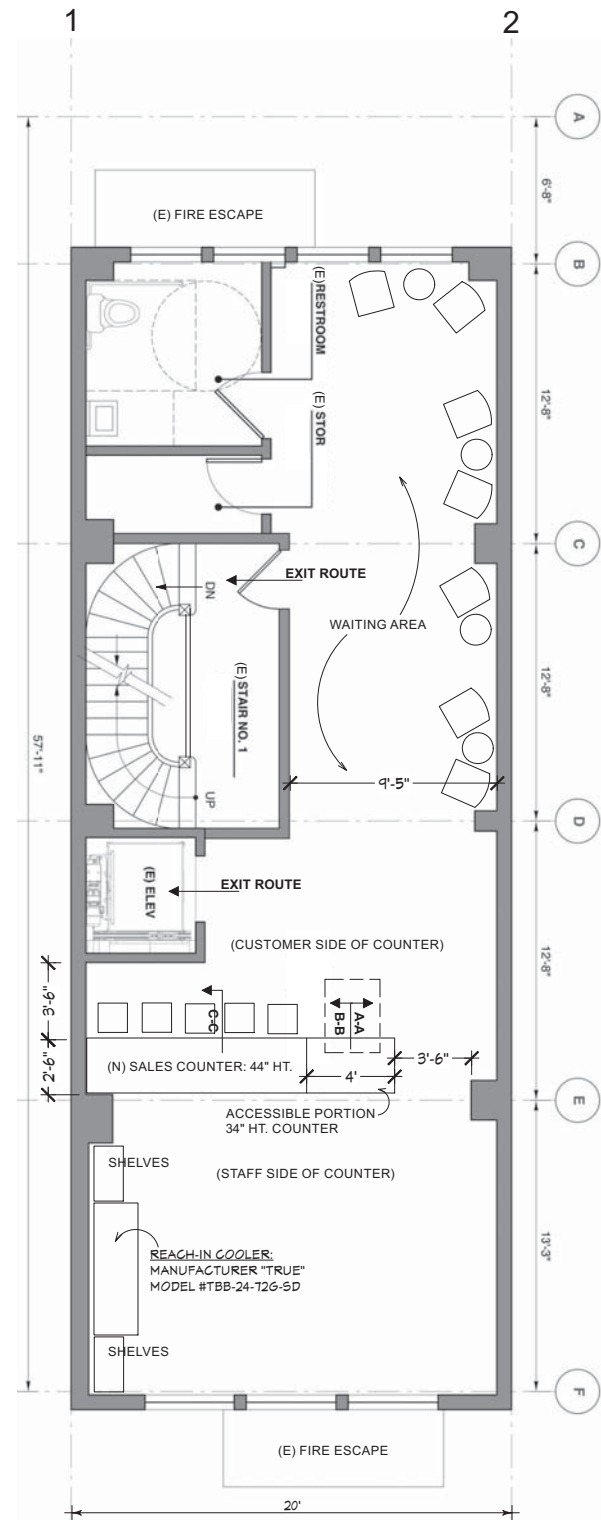 1
2
A
6'-8"
(E) FIRE ESCAPE
B
(E)RESTROOM
(E) STOR
12'-8"
C
EXIT ROUTE
DN
WAITING AREA
(E) STAIR NO. 1
12'-8"
57'-11"
UP
9'-5"
D
(E) ELEV
EXIT ROUTE
12'-8"
(CUSTOMER SIDE OF COUNTER)
3'-6"
C-C
B-B
A-A
2'-6"
(N) SALES COUNTER: 44" HT.
4'
3'-6"
E
ACCESSIBLE PORTION
34" HT. COUNTER
SHELVES
(STAFF SIDE OF COUNTER)
REACH-IN COOLER:
MANUFACTURER "TRUE"
MODEL #TBB-24-72G-SD
13'-3"
SHELVES
F
(E) FIRE ESCAPE
20'